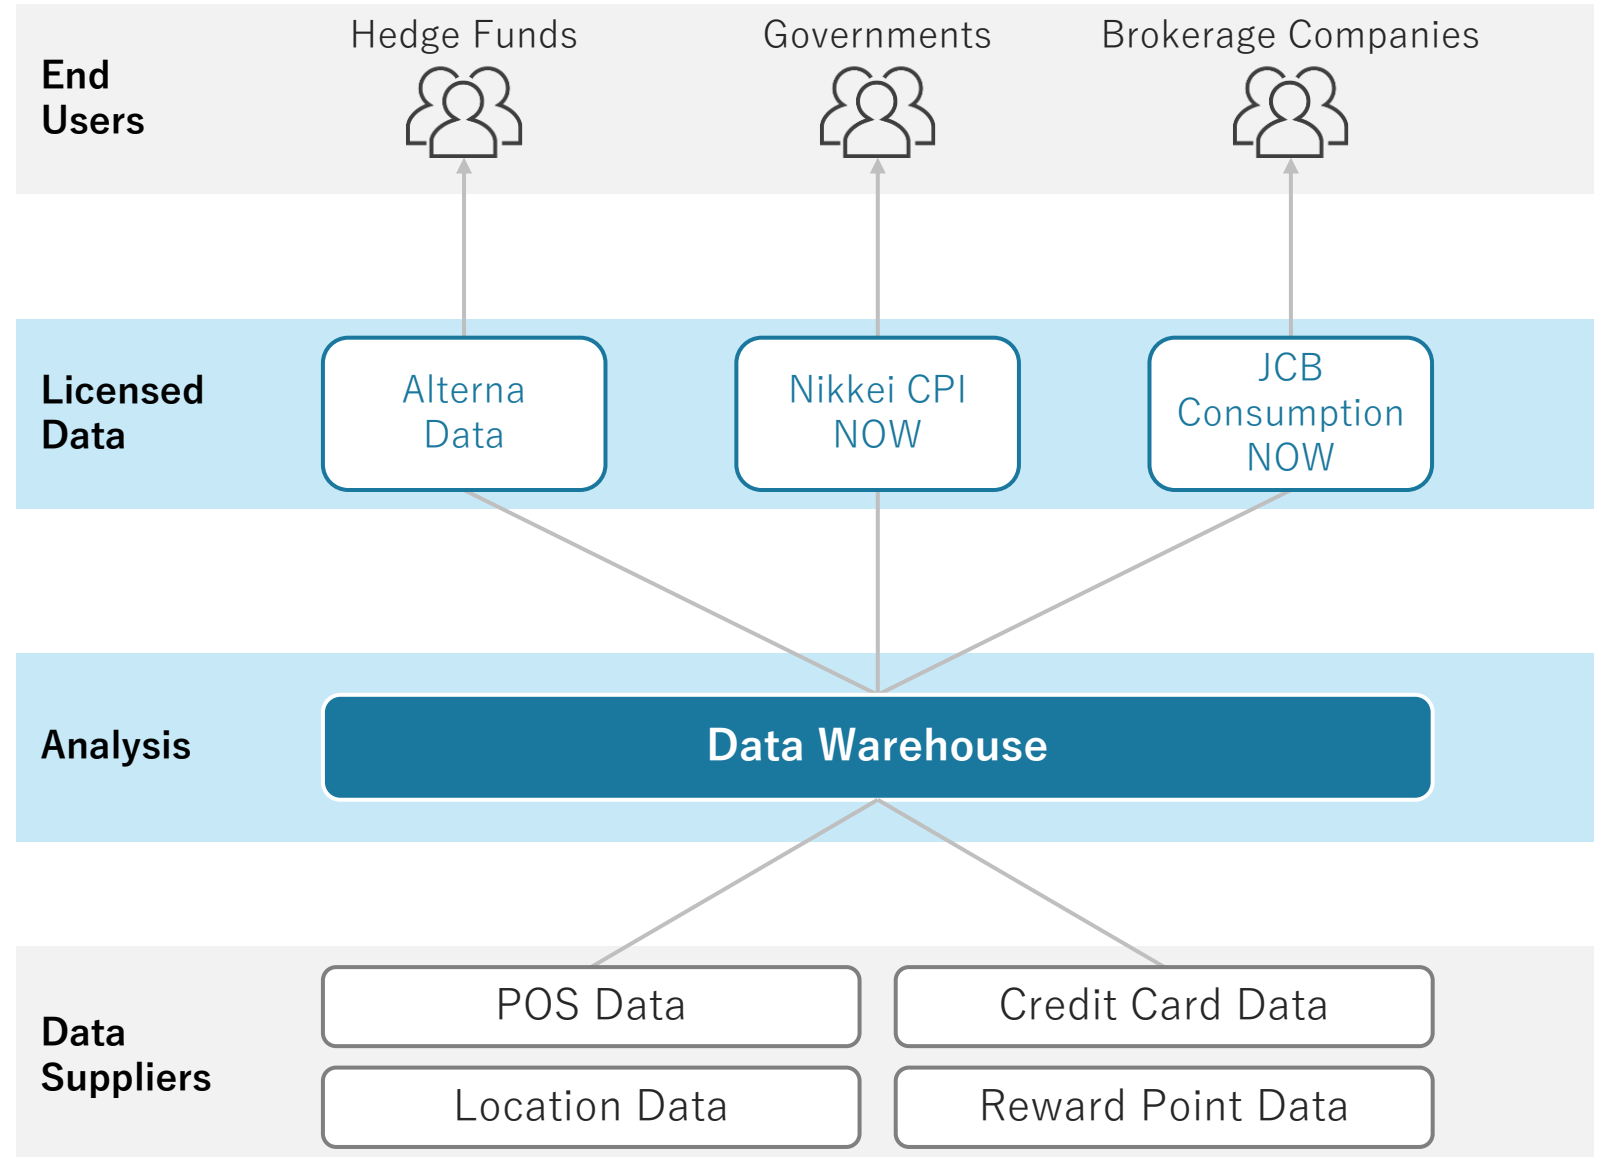 Hedge Funds
Governments
Brokerage Companies
End
Users
Licensed
Data
Alterna
Data
Nikkei CPI
NOW
JCB
Consumption
NOW
Analysis
Data Warehouse
Data
Suppliers
POS Data
Credit Card Data
Location Data
Reward Point Data